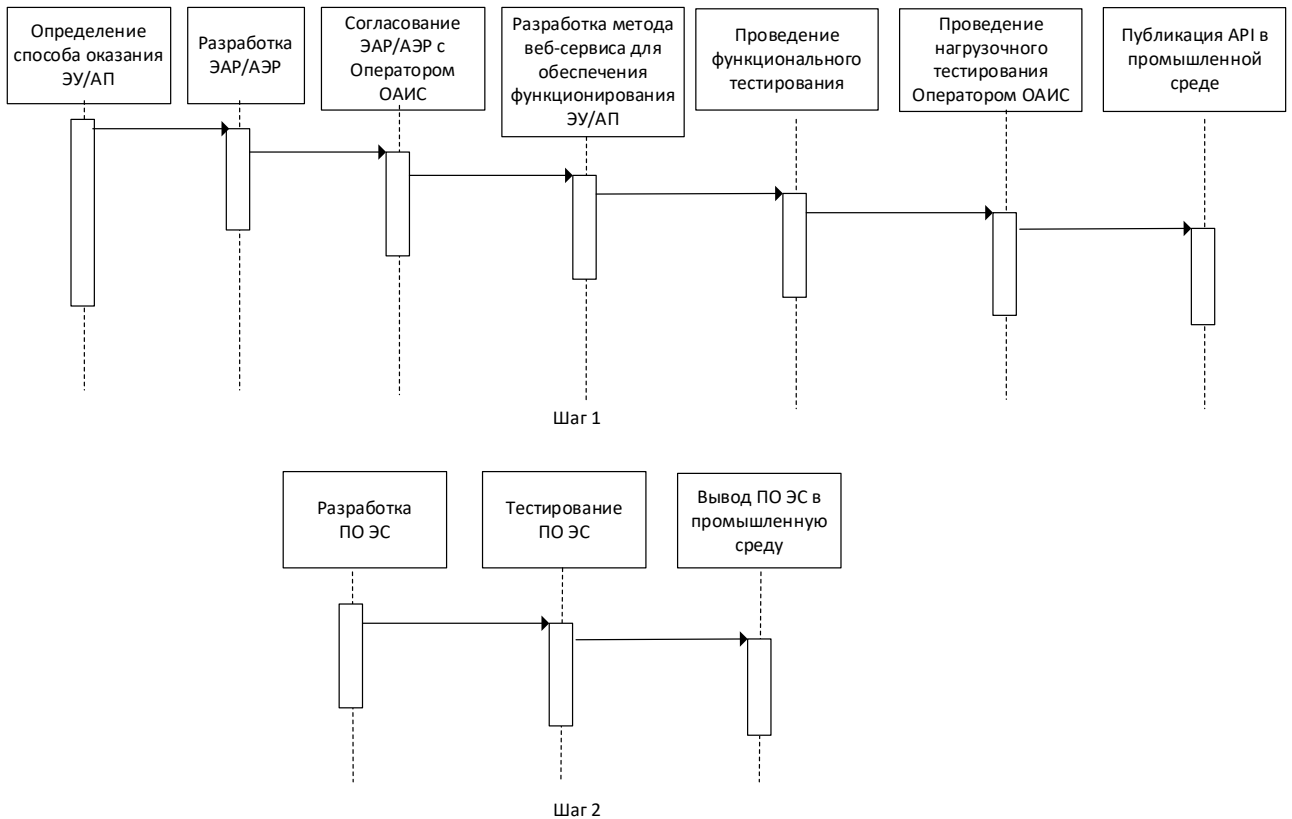 Определение
способа оказания
ЭУ/АП
Разработка
ЭАР/АЭР
Согласование
ЭАР/АЭР с
Оператором
ОАИС
Разработка метода
веб-сервиса для
обеспечения
функционирования
ЭУ/АП
Проведение
функционального
тестирования
Проведение
нагрузочного
тестирования
Оператором ОАИС
Публикация API в
промышленной
среде
Шаг 1
Разработка
ПО ЭС
Тестирование
ПО ЭС
Вывод ПО ЭС в
промышленную
среду
Шаг 2